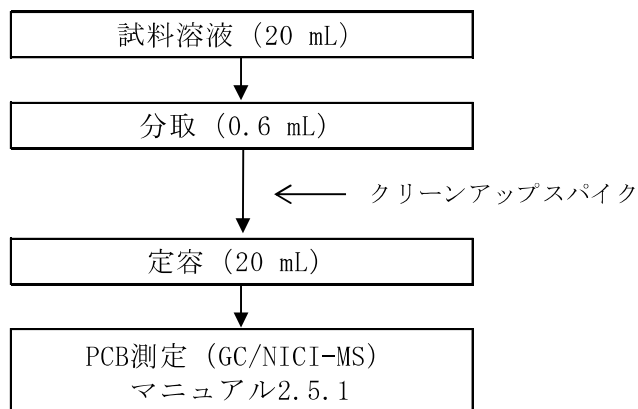 試料溶液 (20 mL)
分取 (0.6 mL)
クリーンアップスパイク
定容 (20 mL)
PCB測定 (GC/NICI-MS)
マニュアル2.5.1